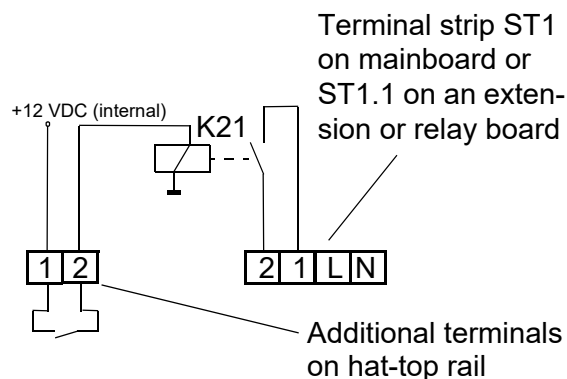 Terminal strip ST1
on mainboard or
ST1.1 on an exten-
sion or relay board
+12 VDC (internal)
K21
1 2
2 1 L N
Additional terminals
on hat-top rail